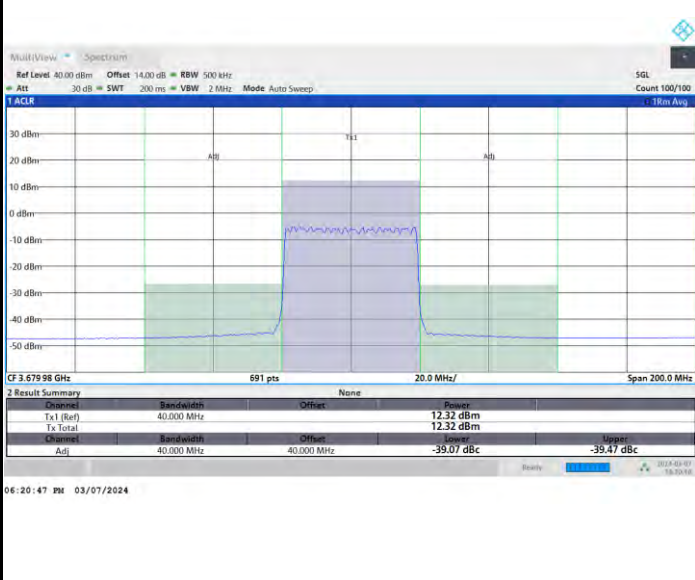 MultiView Spectrum
Ref Level 40.00 dBm Offset 14.00 dB RBW 500 kHz SGL
Att 30 dB SWT 200 ms VBW 2 MHz Mode Auto Sweep Count 100/100
1 ACLR 1Rm Avg
30 dBm
Tx1
20 dBm Adj Adj
10 dBm
0 dBm
-10 dBm
-20 dBm
-30 dBm
-40 dBm
-50 dBm
CF 3.67998 GHz 691 pts 20.0 MHz/ Span 200.0 MHz
2 Result Summary None
Channel Bandwidth Offset Power
Tx1 (Ref) 40.000 MHz 12.32 dBm
Tx Total 12.32 dBm
Channel Bandwidth Offset Lower Upper
Adj 40.000 MHz 40.000 MHz -39.07 dBc -39.47 dBc
Ready
06:20:47 PM 03/07/2024